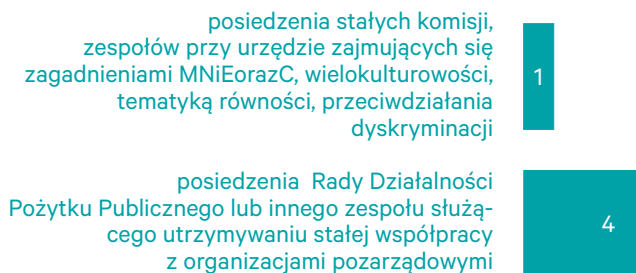 posiedzenia stałych komisji,
zespołów przy urzędzie zajmujących się
zagadnieniami MNiEorazC, wielokulturowości,
tematyką równości, przeciwdziałania
dyskryminacji
1
posiedzenia Rady Działalności
Pożytku Publicznego lub innego zespołu służą-
cego utrzymywaniu stałej współpracy
z organizacjami pozarządowymi
4